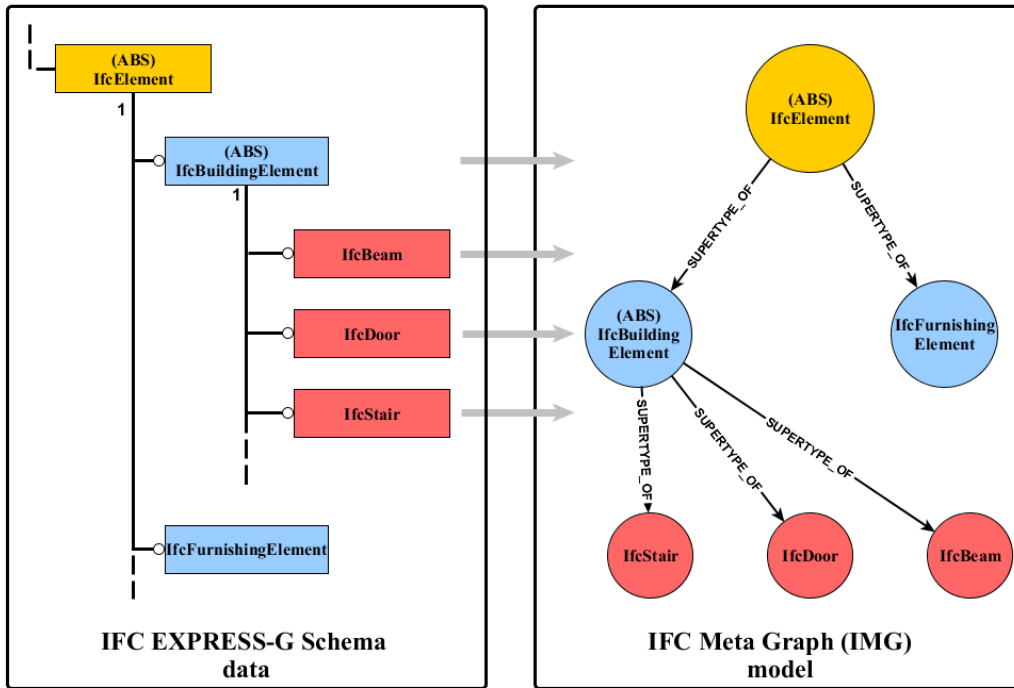 (ABS)
IfcElement
1
(ABS)
IfcBuildingElement
1
IfcBeam
IfcDoor
IfcStair
IfcFurnishingElement
IFC EXPRESS-G Schema
data
(ABS)
IfcElement
SUPERTYPE_OF
SUPERTYPE_OF
(ABS)
IfcBuilding
Element
IfcFurnishing
Element
SUPERTYPE_OF
SUPERTYPE_OF
SUPERTYPE_OF
IfcStair
IfcDoor
IfcBeam
IFC Meta Graph (IMG)
model